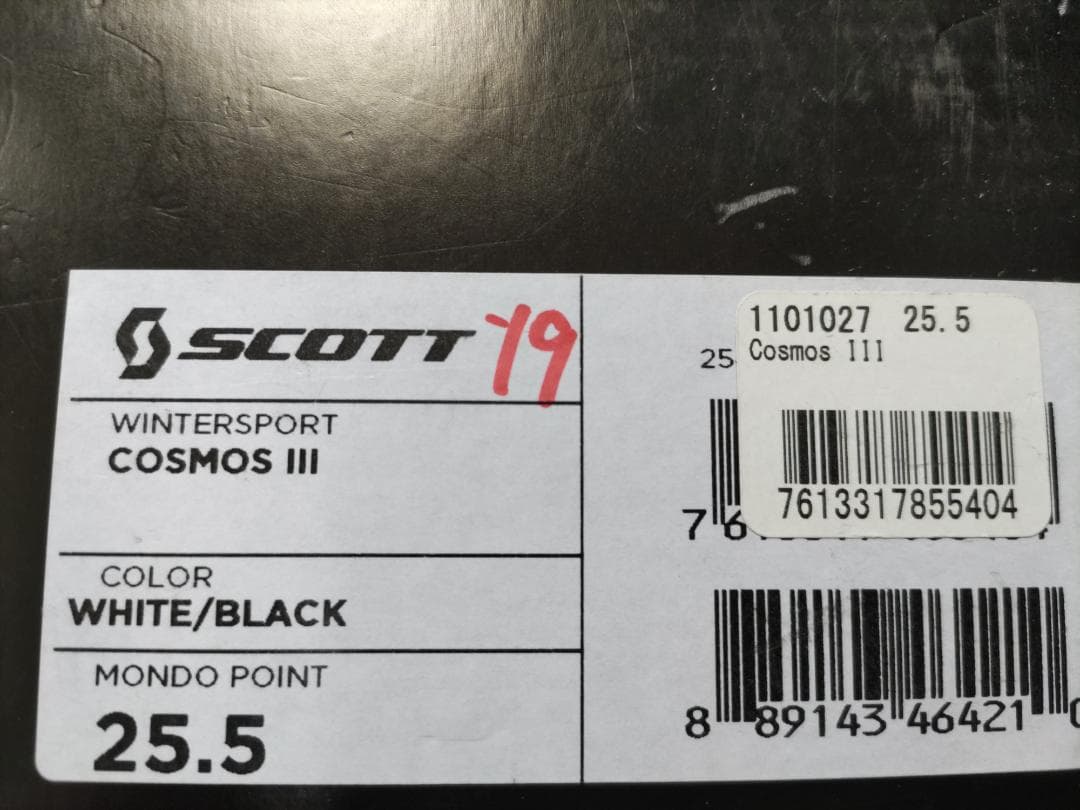 SCOTT
19
WINTERSPORT
COSMOS III
COLOR
WHITE/BLACK
MONDO POINT
25.5
25
1101027 25.5
Cosmos III
7613317855404
8 89143 46421